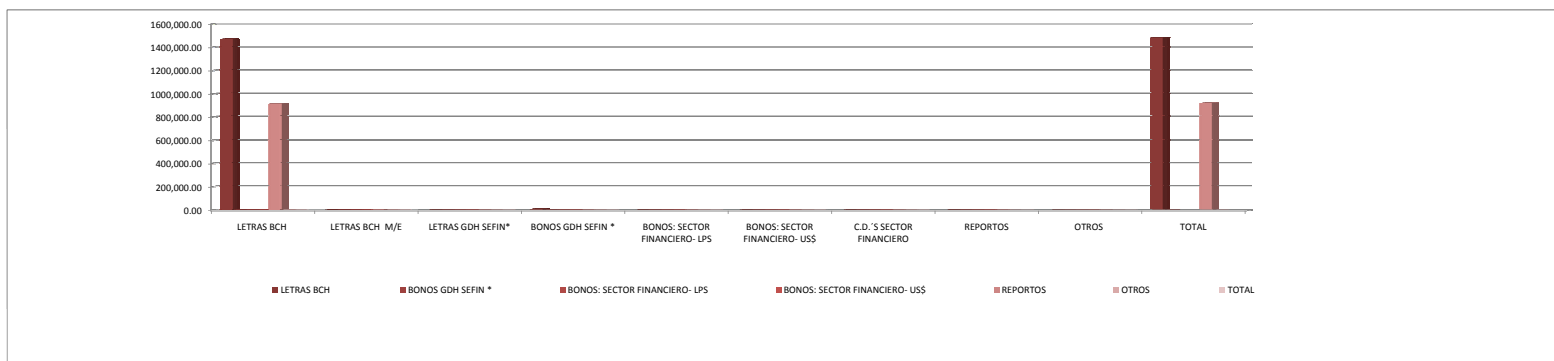 1600,000.00
1400,000.00
1200,000.00
1000,000.00
800,000.00
600,000.00
400,000.00
200,000.00
0.00
LETRAS BCH
LETRAS BCH M/E
LETRAS GDH SEFIN*
BONOS GDH SEFIN *
BONOS: SECTOR
FINANCIERO- LPS
BONOS: SECTOR
FINANCIERO- US$
C.D.´S SECTOR
FINANCIERO
REPORTOS
OTROS
TOTAL
LETRAS BCH
BONOS GDH SEFIN *
BONOS: SECTOR FINANCIERO- LPS
BONOS: SECTOR FINANCIERO- US$
REPORTOS
OTROS
TOTAL